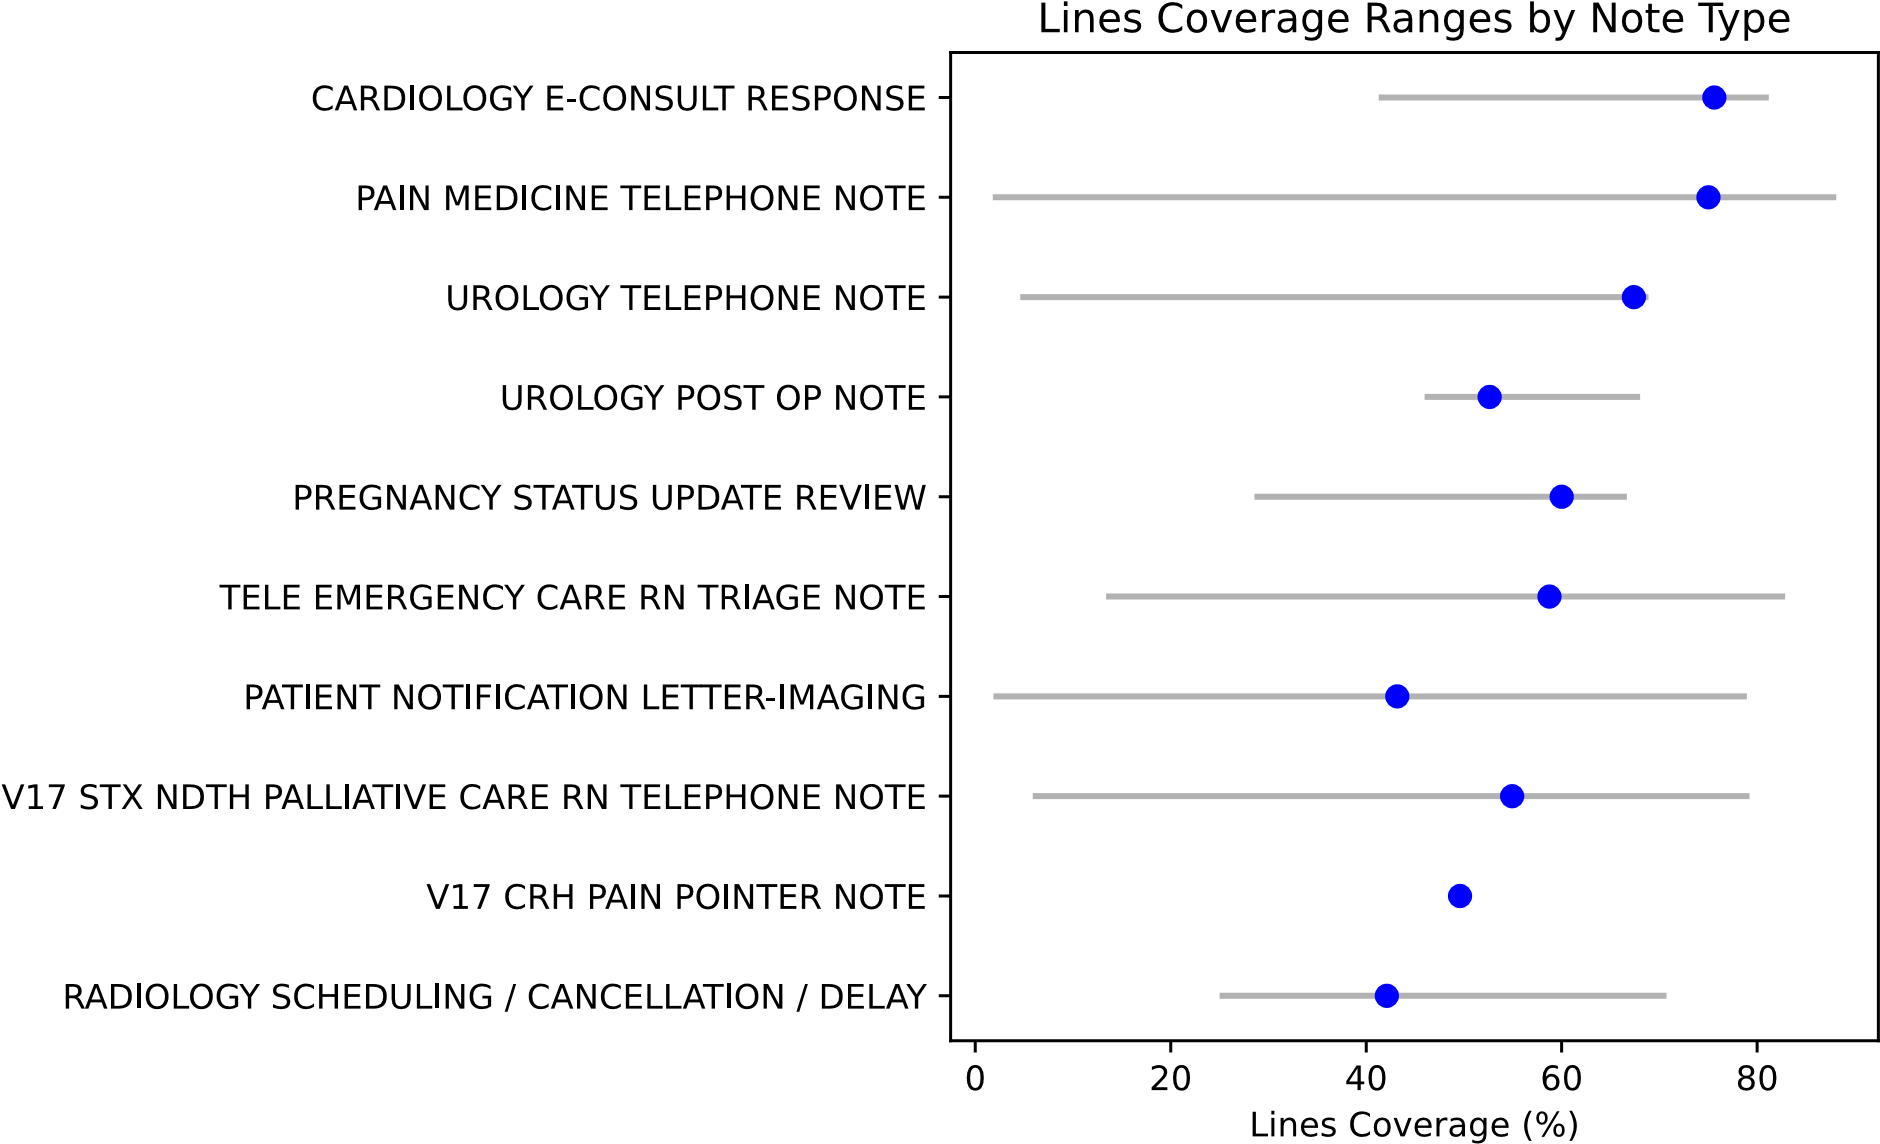 Lines Coverage Ranges by Note Type
CARDIOLOGY E-CONSULT RESPONSE
PAIN MEDICINE TELEPHONE NOTE
UROLOGY TELEPHONE NOTE
UROLOGY POST OP NOTE
PREGNANCY STATUS UPDATE REVIEW
TELE EMERGENCY CARE RN TRIAGE NOTE
PATIENT NOTIFICATION LETTER-IMAGING
V17 STX NDTH PALLIATIVE CARE RN TELEPHONE NOTE
V17 CRH PAIN POINTER NOTE
RADIOLOGY SCHEDULING / CANCELLATION / DELAY
0 20 40 60 80
Lines Coverage (%)